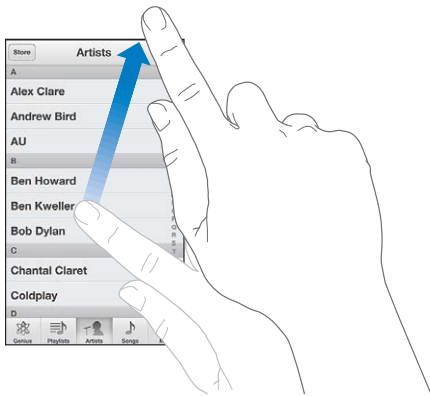 Store Artists
A
Alex Clare
Andrew Bird
AU
B
Ben Howard
Ben Kweller
Bob Dylan
Q
R
S
T
C
Chantal Claret
Coldplay
D
Genius Playlists Artists Songs